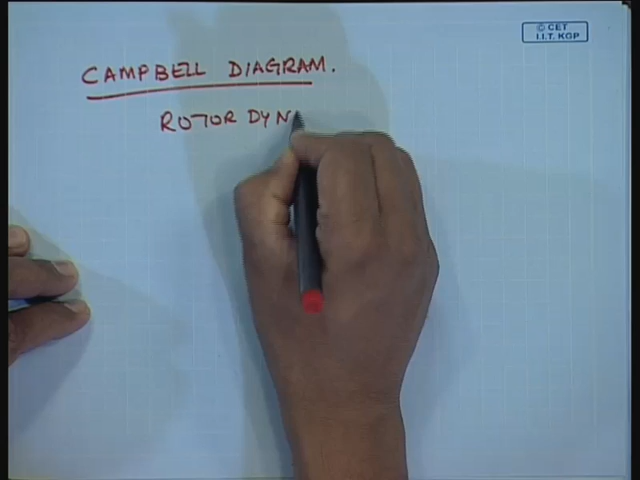 © CET
I.I.T. KGP
CAMPBELL DIAGRAM.
ROTOR DYN